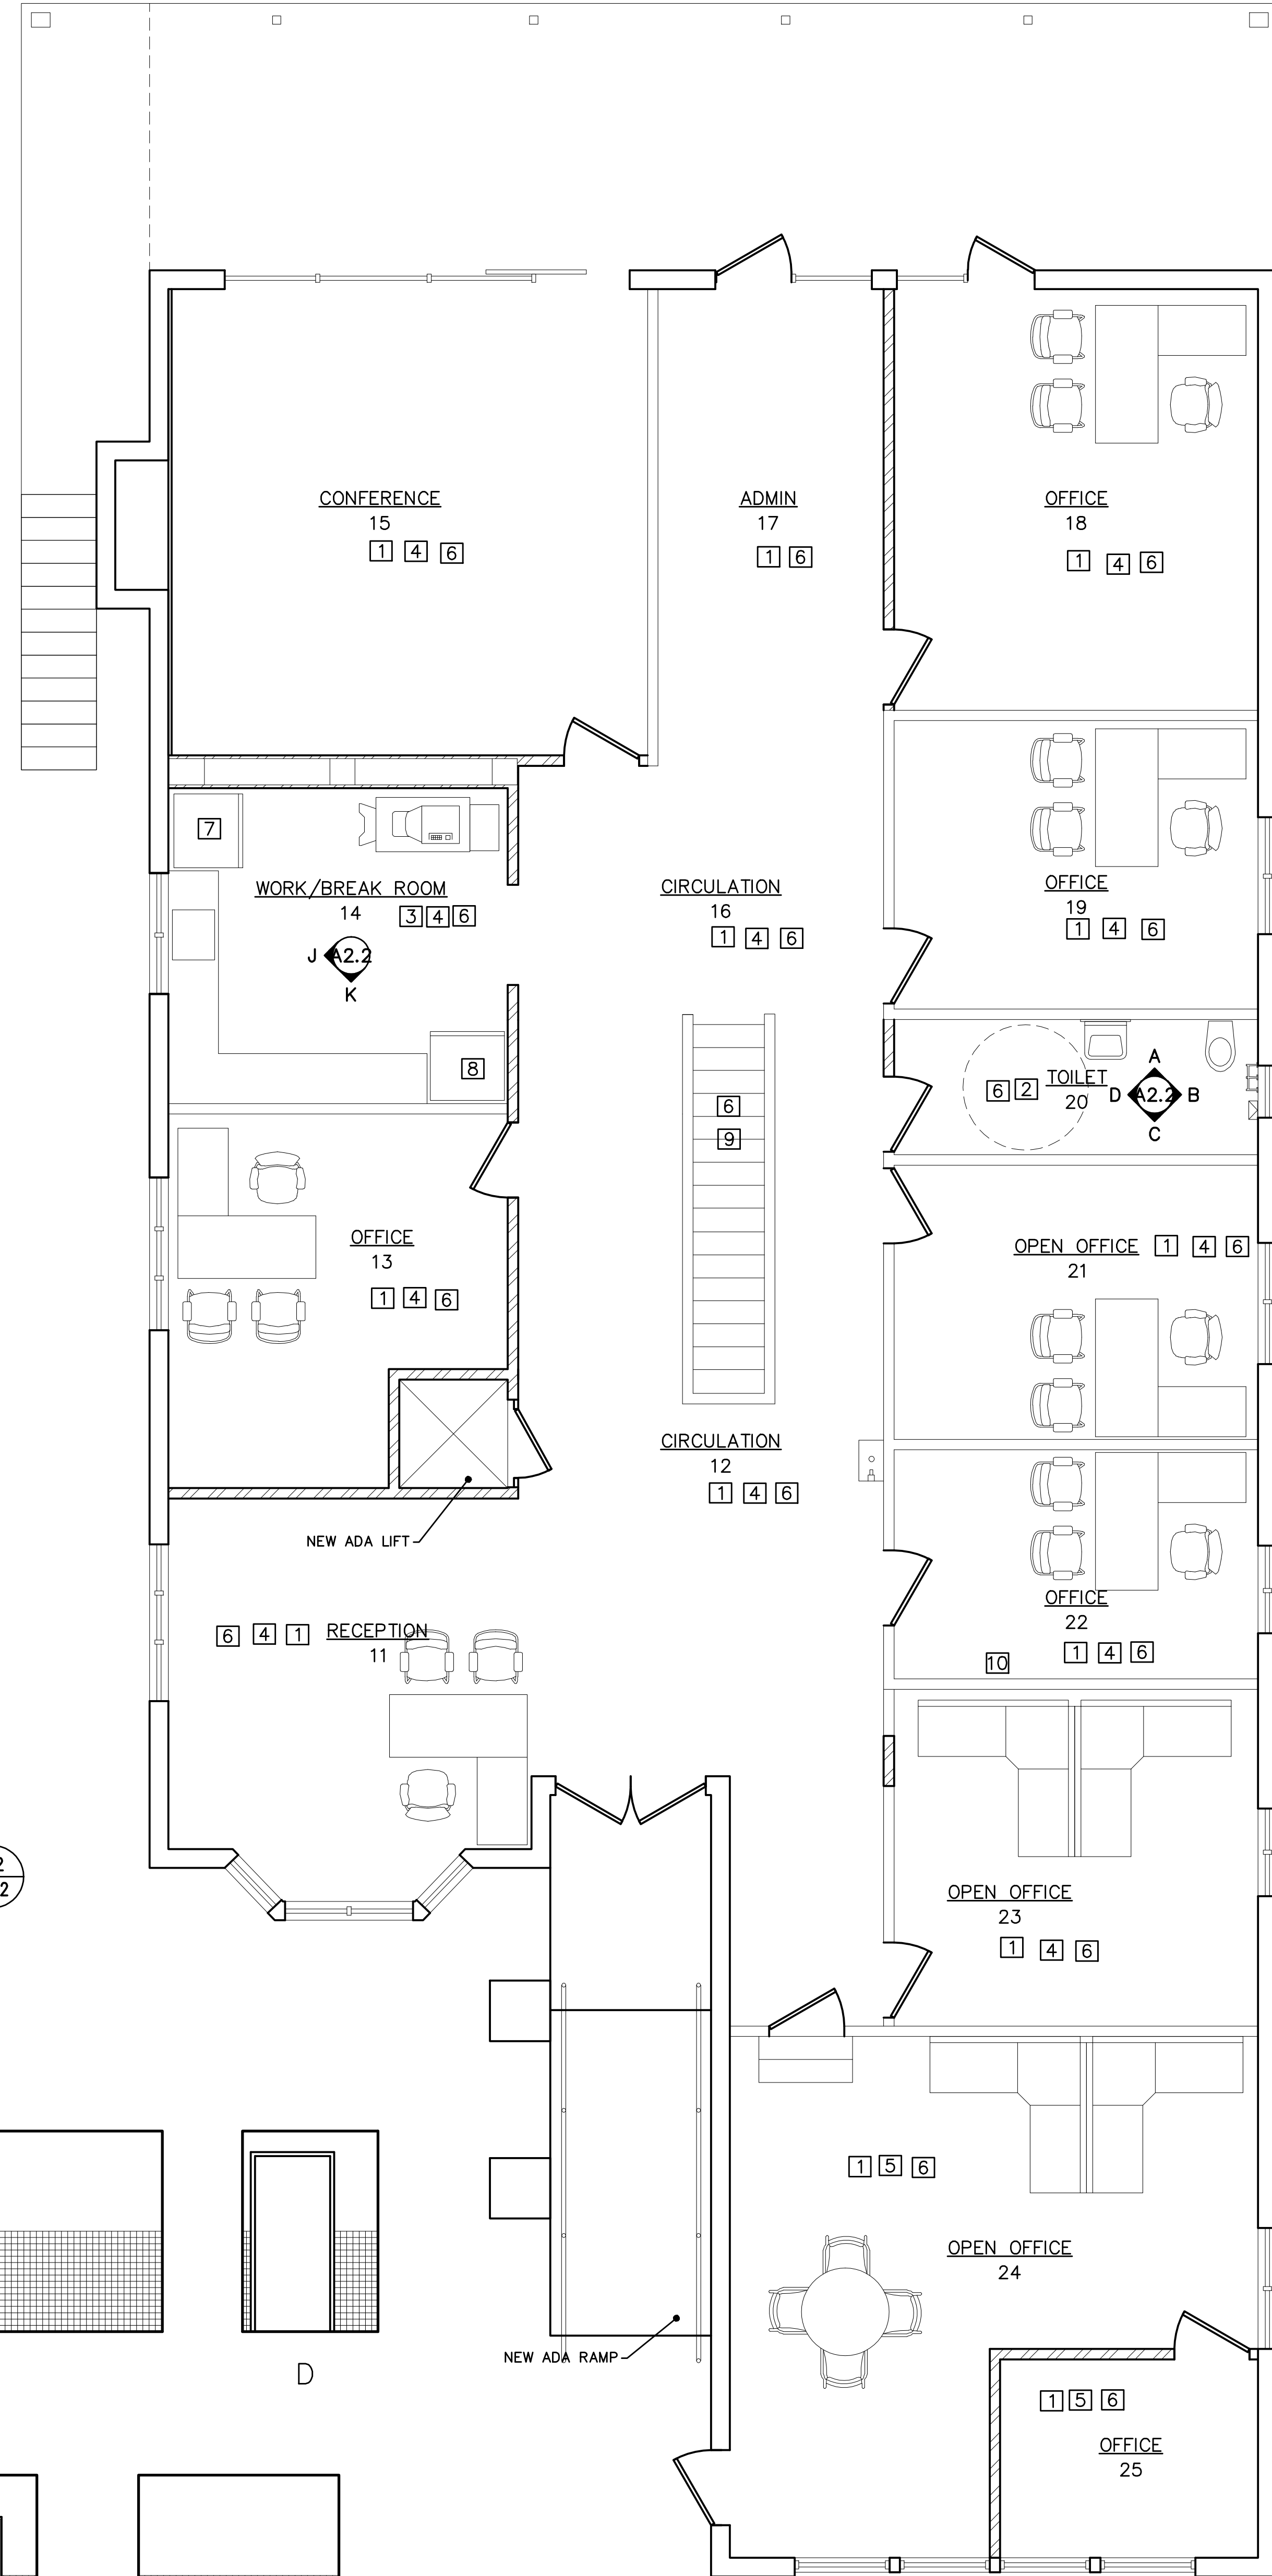 CONFERENCE
15
1 4 6
ADMIN
17
1 6
OFFICE
18
1 4 6
7
WORK/BREAK ROOM
14 3 4 6
J A2.2
K
8
CIRCULATION
16
1 4 6
OFFICE
19
1 4 6
6
9
A
6 2 TOILET
20 D A2.2 B
C
OFFICE
13
1 4 6
OPEN OFFICE 1 4 6
21
NEW ADA LIFT
CIRCULATION
12
1 4 6
6 4 1 RECEPTION
11
OFFICE
22
1 4 6
10
2
OPEN OFFICE
23
1 4 6
1 5 6
OPEN OFFICE
24
NEW ADA RAMP
D
1 5 6
OFFICE
25